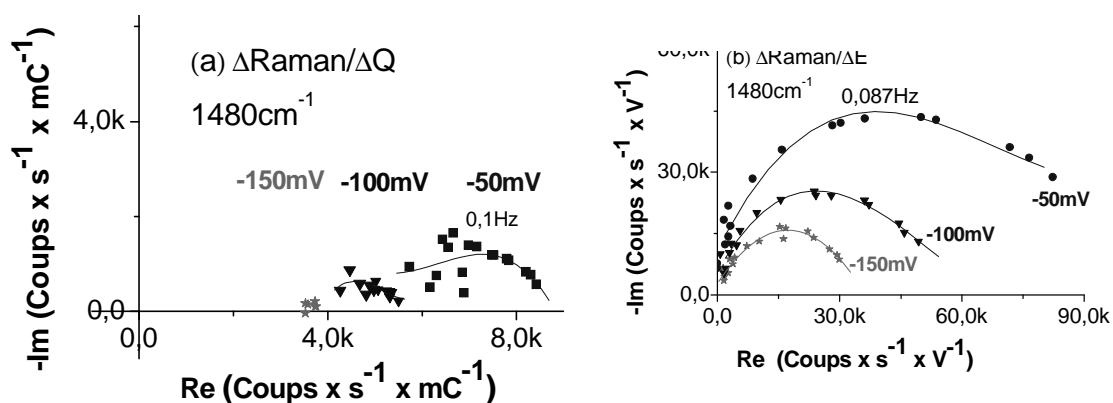 (a) ΔRaman/ΔQ
1480cm⁻¹
4,0k
-150mV -100mV -50mV
0,1Hz
0,0
0,0 4,0k 8,0k
-Im (Coups x s⁻¹ x mC⁻¹)
Re (Coups x s⁻¹ x mC⁻¹)
(b) ΔRaman/ΔE
1480cm⁻¹
0,087Hz
30,0k
-50mV
-100mV
-150mV
0,0
0,0 30,0k 60,0k 90,0k
-Im (Coups x s⁻¹ x V⁻¹)
Re (Coups x s⁻¹ x V⁻¹)